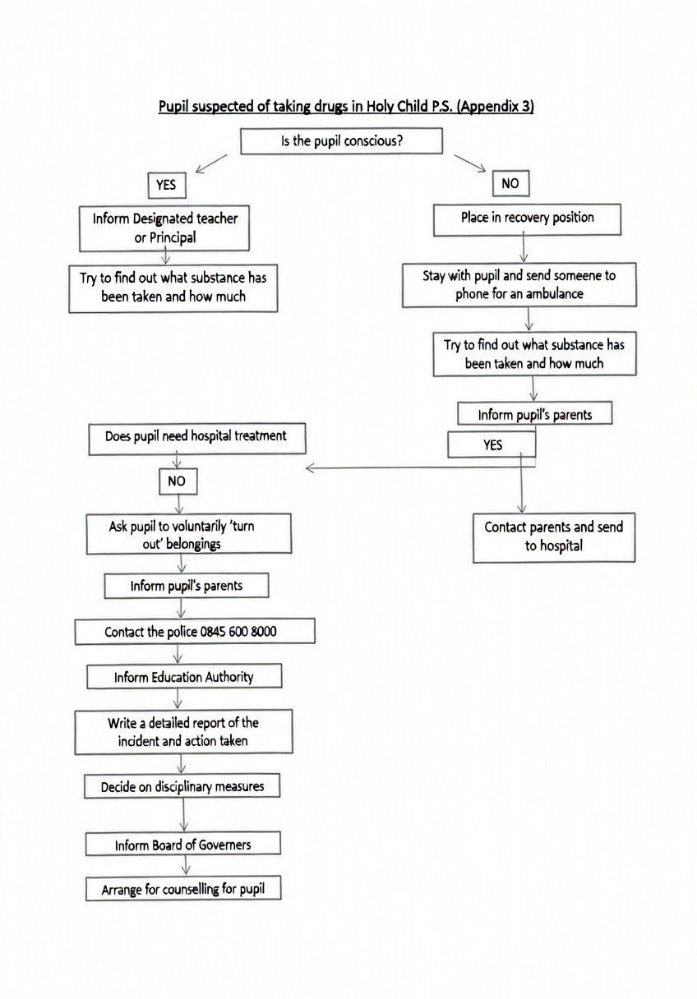 Pupil suspected of taking drugs in Holy Child P.S. (Appendix 3)
Is the pupil conscious?
YES
NO
Inform Designated teacher
or Principal
Place in recovery position
Try to find out what substance has
been taken and how much
Stay with pupil and send someene to
phone for an ambulance
Try to find out what substance has
been taken and how much
Inform pupil's parents
Does pupil need hospital treatment
YES
NO
Ask pupil to voluntarily 'turn
out' belongings
Contact parents and send
to hospital
Inform pupil's parents
Contact the police 0845 600 8000
Inform Education Authority
Write a detailed report of the
incident and action taken
Decide on disciplinary measures
Inform Board of Governers
Arrange for counselling for pupil